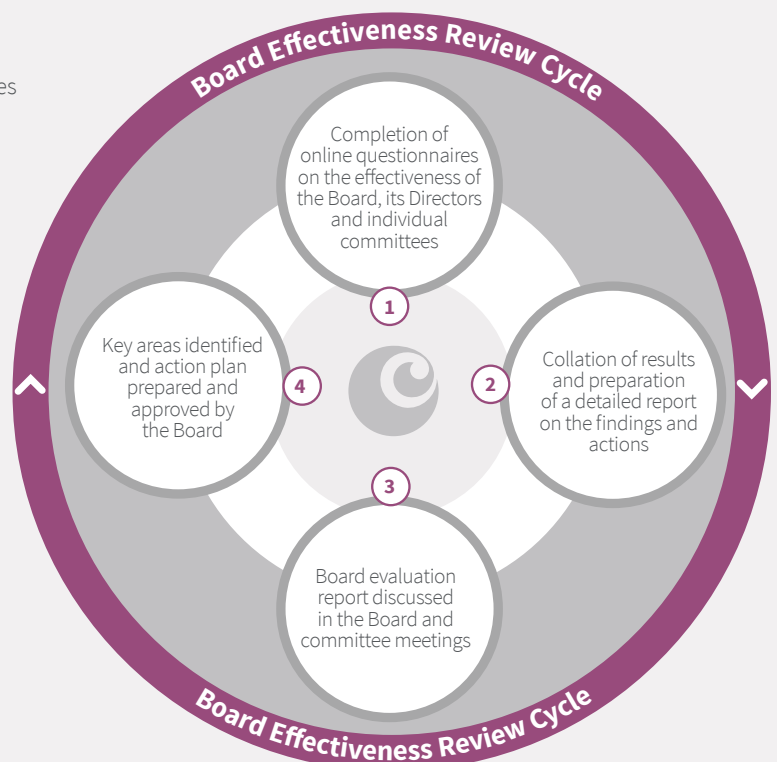 Board Effectiveness Review Cycle
Completion of
online questionnaires
on the effectiveness of
the Board, its Directors
and individual
committees
1
Collation of results
and preparation
of a detailed report
on the findings and
actions
2
Board evaluation
report discussed
in the Board and
committee meetings
3
Key areas identified
and action plan
prepared and
approved by
the Board
4
Board Effectiveness Review Cycle